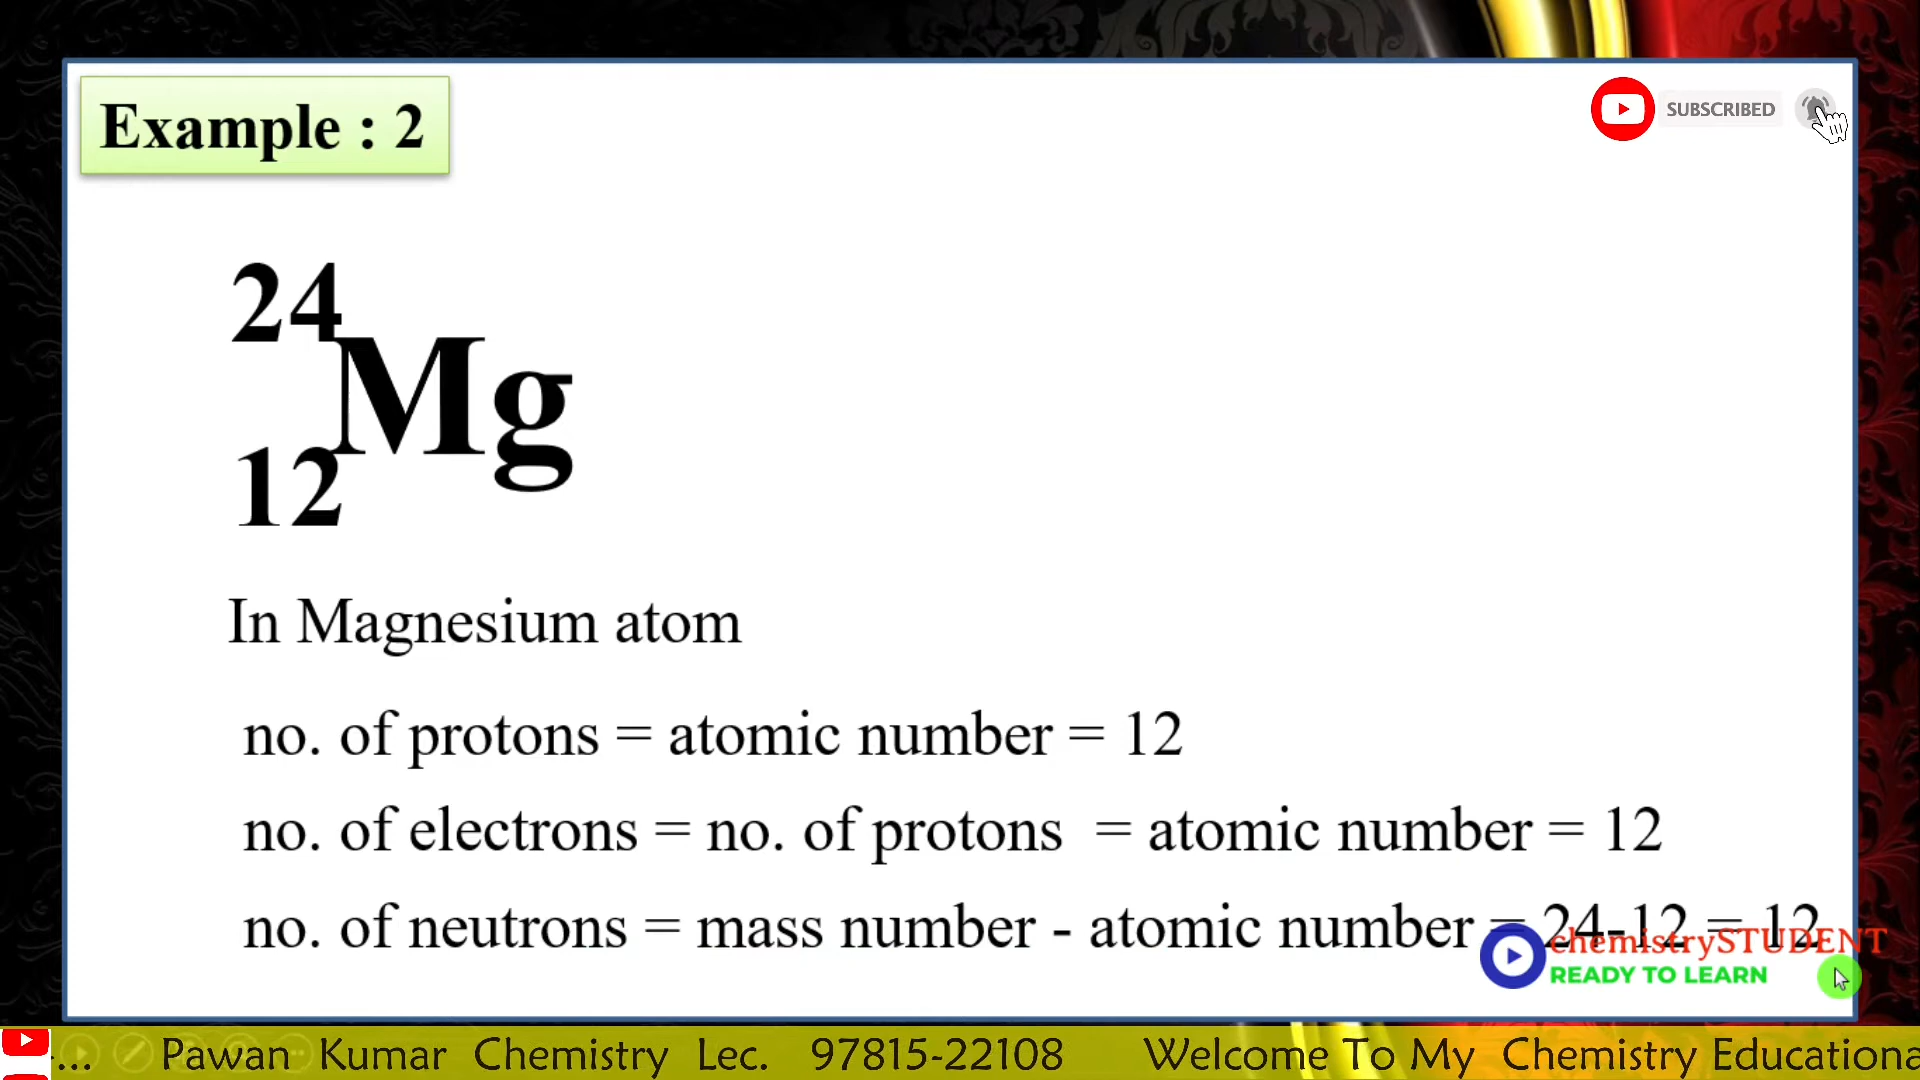 Example : 2
SUBSCRIBED
24
Mg
12
In Magnesium atom
no. of protons = atomic number = 12
no. of electrons = no. of protons = atomic number = 12
no. of neutrons = mass number - atomic number = 24-12 = 12
chemistrySTUDENT
READY TO LEARN
... Pawan Kumar Chemistry Lec. 97815-22108 Welcome To My Chemistry Educationa